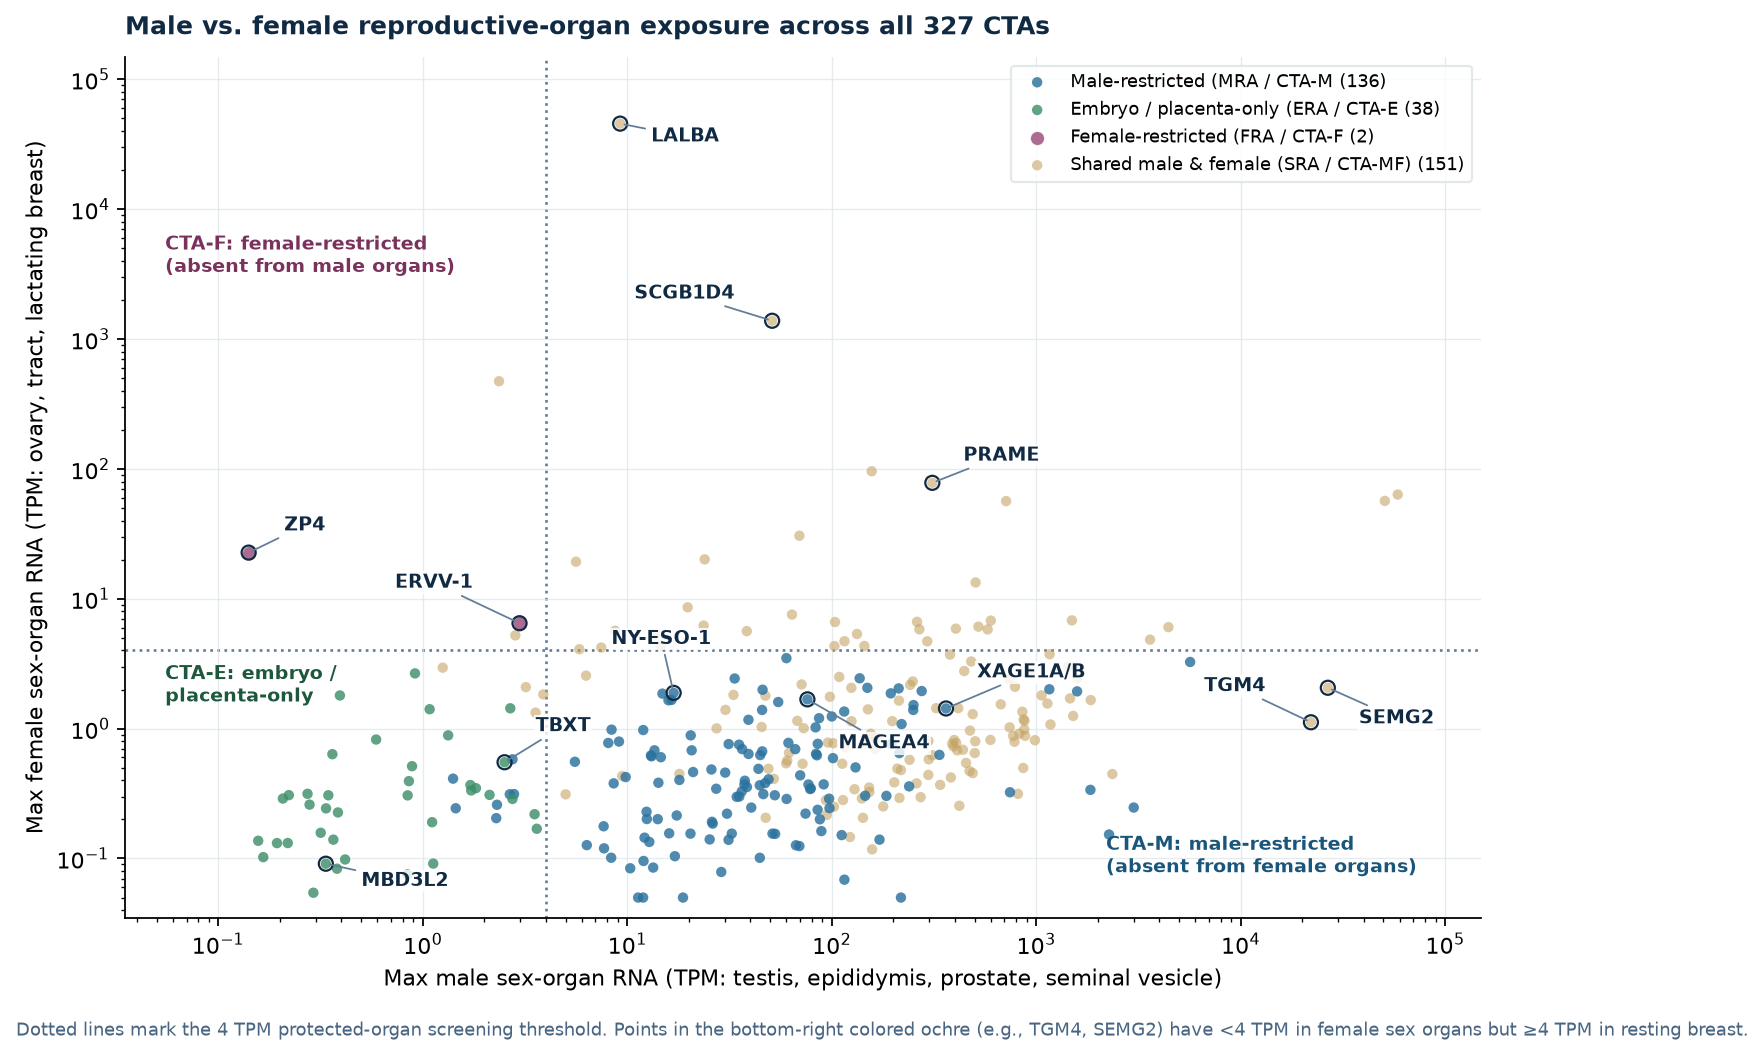 Male vs. female reproductive-organ exposure across all 327 CTAs
Max female sex-organ RNA (TPM: ovary, tract, lactating breast)
10⁵
10⁴
10³
10²
10¹
10⁰
10⁻¹
Male-restricted (MRA / CTA-M (136)
Embryo / placenta-only (ERA / CTA-E (38)
Female-restricted (FRA / CTA-F (2)
Shared male & female (SRA / CTA-MF) (151)
LALBA
CTA-F: female-restricted
(absent from male organs)
SCGB1D4
PRAME
ZP4
ERVV-1
NY-ESO-1
CTA-E: embryo /
placenta-only
XAGE1A/B
TGM4
SEMG2
TBXT
MAGEA4
MBD3L2
CTA-M: male-restricted
(absent from female organs)
10⁻¹
10⁰
10¹
10²
10³
10⁴
10⁵
Max male sex-organ RNA (TPM: testis, epididymis, prostate, seminal vesicle)
Dotted lines mark the 4 TPM protected-organ screening threshold. Points in the bottom-right colored ochre (e.g., TGM4, SEMG2) have <4 TPM in female sex organs but ≥4 TPM in resting breast.